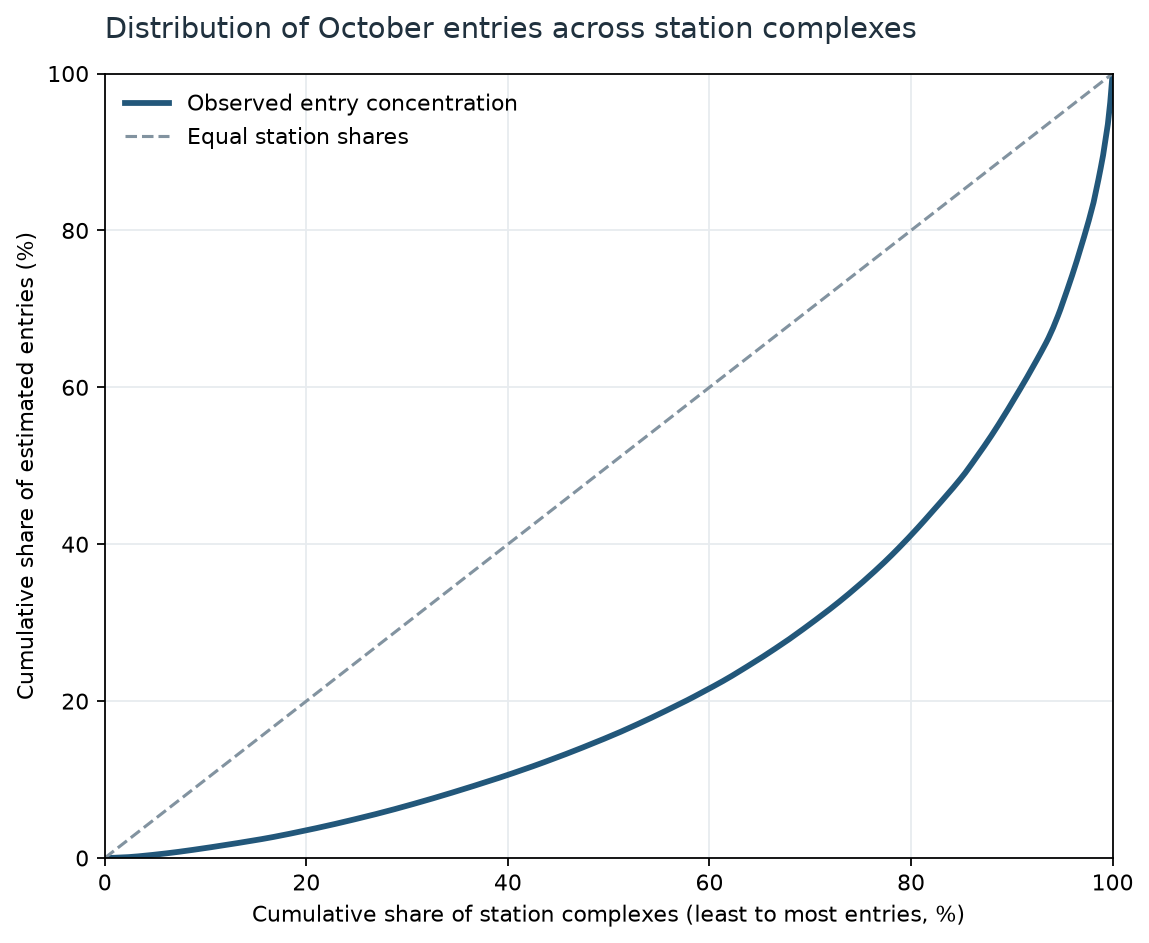 Distribution of October entries across station complexes
Observed entry concentration
Equal station shares
Cumulative share of estimated entries (%)
100
80
60
40
20
0
0 20 40 60 80 100
Cumulative share of station complexes (least to most entries, %)